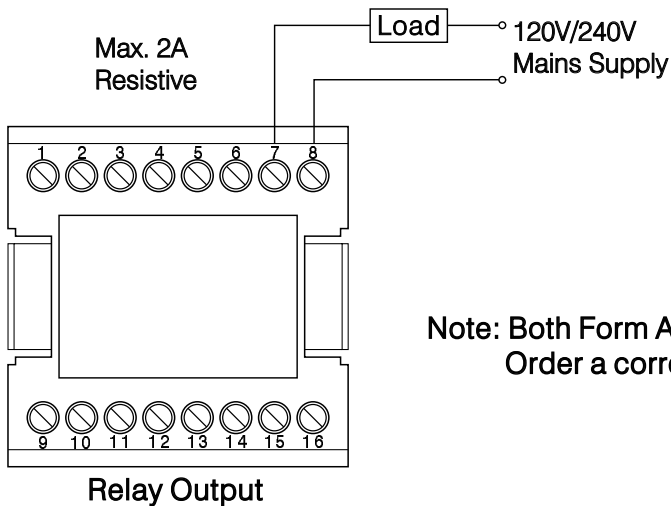 Load
120V/240V
Mains Supply
Max. 2A
Resistive
1 2 3 4 5 6 7 8
Note: Both Form A
Order a
9 10 11 12 13 14 15 16
Relay Output